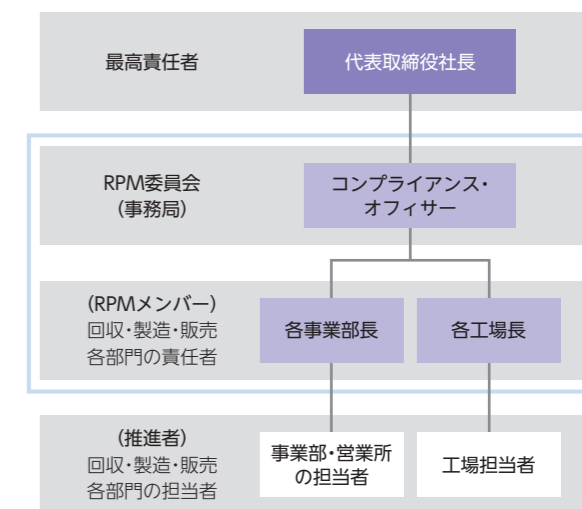 最高責任者
代表取締役社長
RPM委員会
(事務局)
コンプライアンス・
オフィサー
(RPMメンバー)
回収・製造・販売
各部門の責任者
各事業部長
各工場長
(推進者)
回収・製造・販売
各部門の担当者
事業部・営業所
の担当者
工場担当者